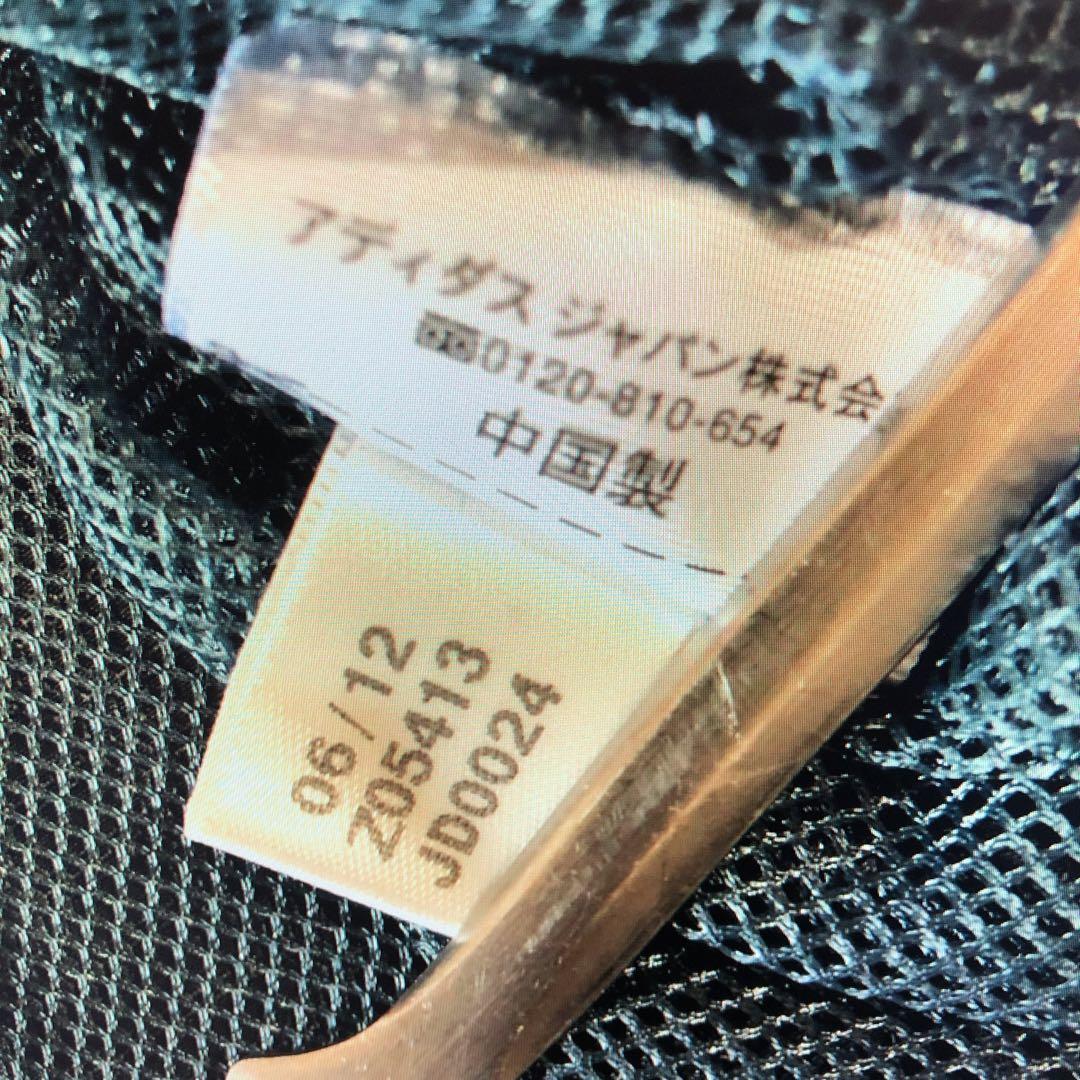 アディダス ジャパン株式会
0120-810-654
中国製
06/12
Z05413
JD0024